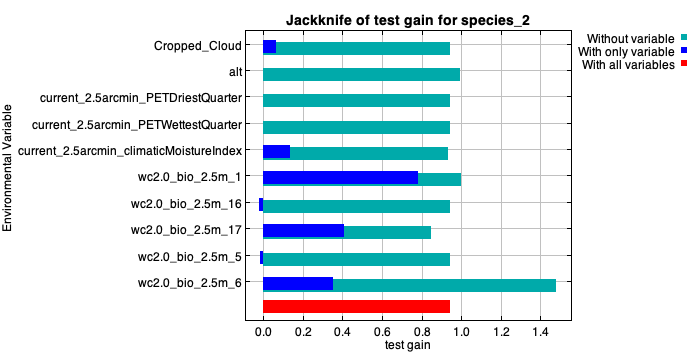 Jackknife of test gain for species_2
Without variable
With only variable
With all variables
Environmental Variable
Cropped_Cloud
alt
current_2.5arcmin_PETDriestQuarter
current_2.5arcmin_PETWettestQuarter
current_2.5arcmin_climaticMoistureIndex
wc2.0_bio_2.5m_1
wc2.0_bio_2.5m_16
wc2.0_bio_2.5m_17
wc2.0_bio_2.5m_5
wc2.0_bio_2.5m_6
0.0 0.2 0.4 0.6 0.8 1.0 1.2 1.4
test gain